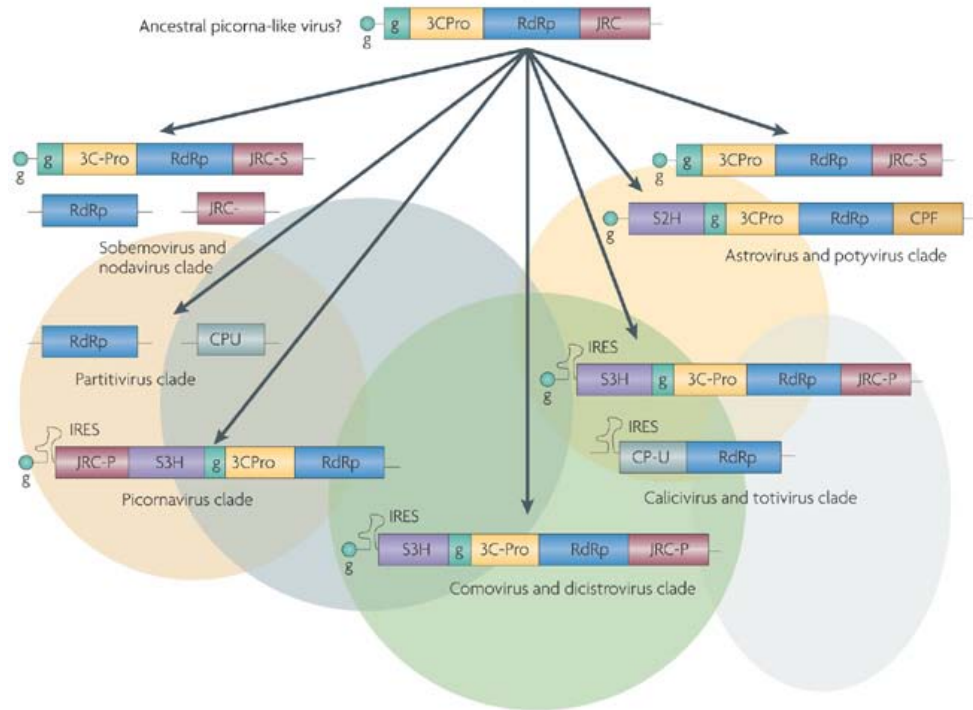 Ancestral picorna-like virus?
g
g 3CPro RdRp JRC
g
g 3C-Pro RdRp JRC-S
RdRp JRC-
Sobemovirus and
nodavirus clade
g
g 3CPro RdRp JRC-S
g
S2H g 3CPro RdRp CPF
Astrovirus and potyvirus clade
RdRp CPU
Partitivirus clade
IRES
g
JRC-P S3H g 3CPro RdRp
Picornavirus clade
IRES
g
S3H g 3C-Pro RdRp JRC-P
IRES
CP-U RdRp
Calicivirus and totivirus clade
IRES
g
S3H g 3C-Pro RdRp JRC-P
Comovirus and dicistrovirus clade